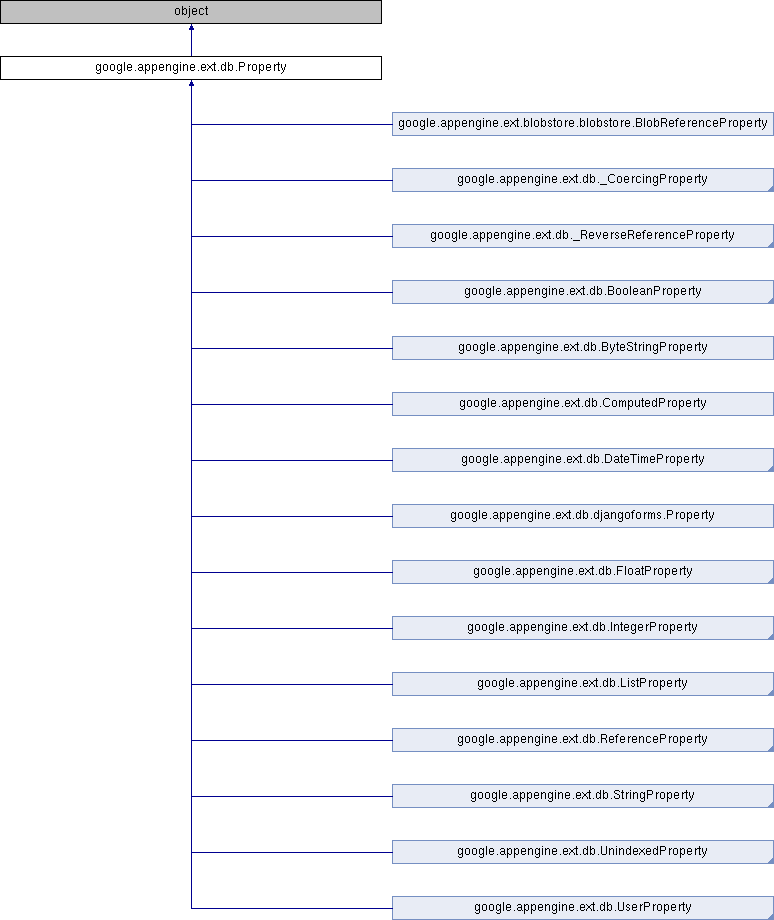 object
google.appengine.ext.db.Property
google.appengine.ext.blobstore.blobstore.BlobReferenceProperty
google.appengine.ext.db._CoercingProperty
google.appengine.ext.db._ReverseReferenceProperty
google.appengine.ext.db.BooleanProperty
google.appengine.ext.db.ByteStringProperty
google.appengine.ext.db.ComputedProperty
google.appengine.ext.db.DateTimeProperty
google.appengine.ext.db.djangoforms.Property
google.appengine.ext.db.FloatProperty
google.appengine.ext.db.IntegerProperty
google.appengine.ext.db.ListProperty
google.appengine.ext.db.ReferenceProperty
google.appengine.ext.db.StringProperty
google.appengine.ext.db.UnindexedProperty
google.appengine.ext.db.UserProperty